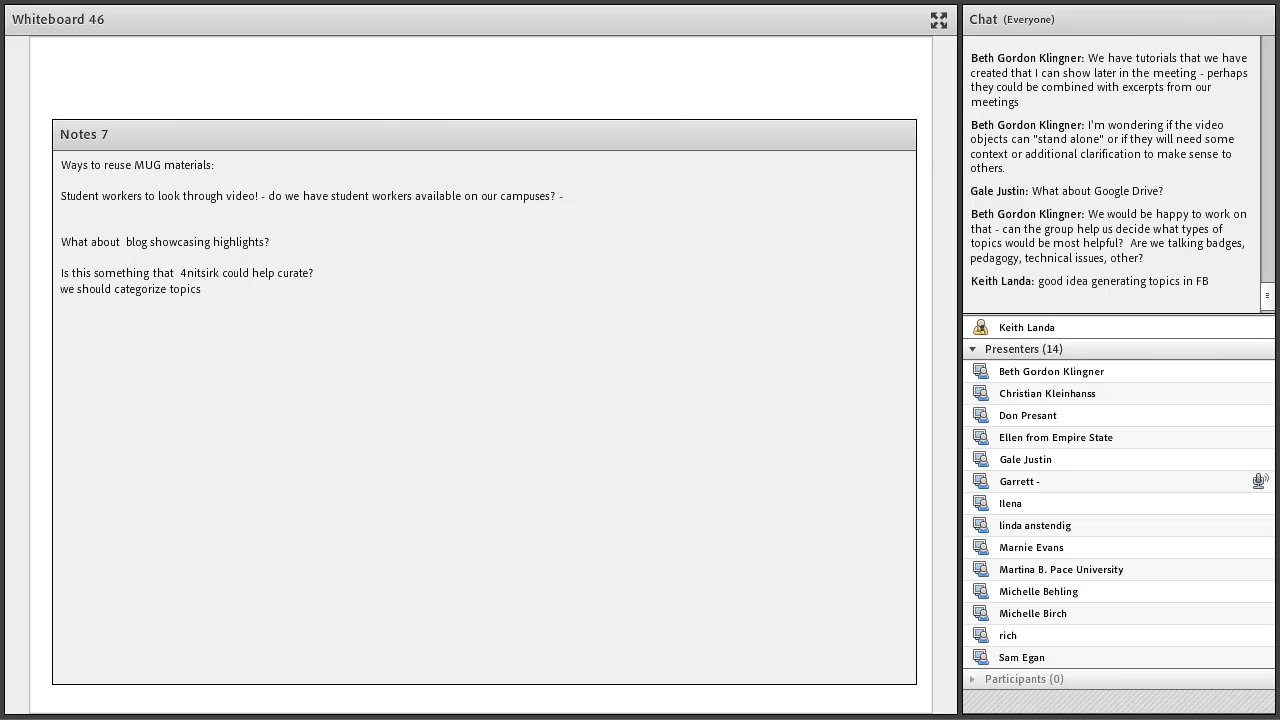 Whiteboard 46
Notes 7
Ways to reuse MUG materials:
Student workers to look through video! - do we have student workers available on our campuses? -
What about  blog showcasing highlights?
Is this something that  4nitsirk could help curate?
we should categorize topics
Chat (Everyone)
Beth Gordon Klingner: We have tutorials that we have
created that I can show later in the meeting - perhaps
they could be combined with excerpts from our
meetings
Beth Gordon Klingner: I'm wondering if the video
objects can "stand alone" or if they will need some
context or additional clarification to make sense to
others.
Gale Justin: What about Google Drive?
Beth Gordon Klingner: We would be happy to work on
that - can the group help us decide what types of
topics would be most helpful?  Are we talking badges,
pedagogy, technical issues, other?
Keith Landa: good idea generating topics in FB
Keith Landa
Presenters (14)
Beth Gordon Klingner
Christian Kleinhanss
Don Presant
Ellen from Empire State
Gale Justin
Garrett -
Ilena
linda anstendig
Marnie Evans
Martina B. Pace University
Michelle Behling
Michelle Birch
rich
Sam Egan
Participants (0)